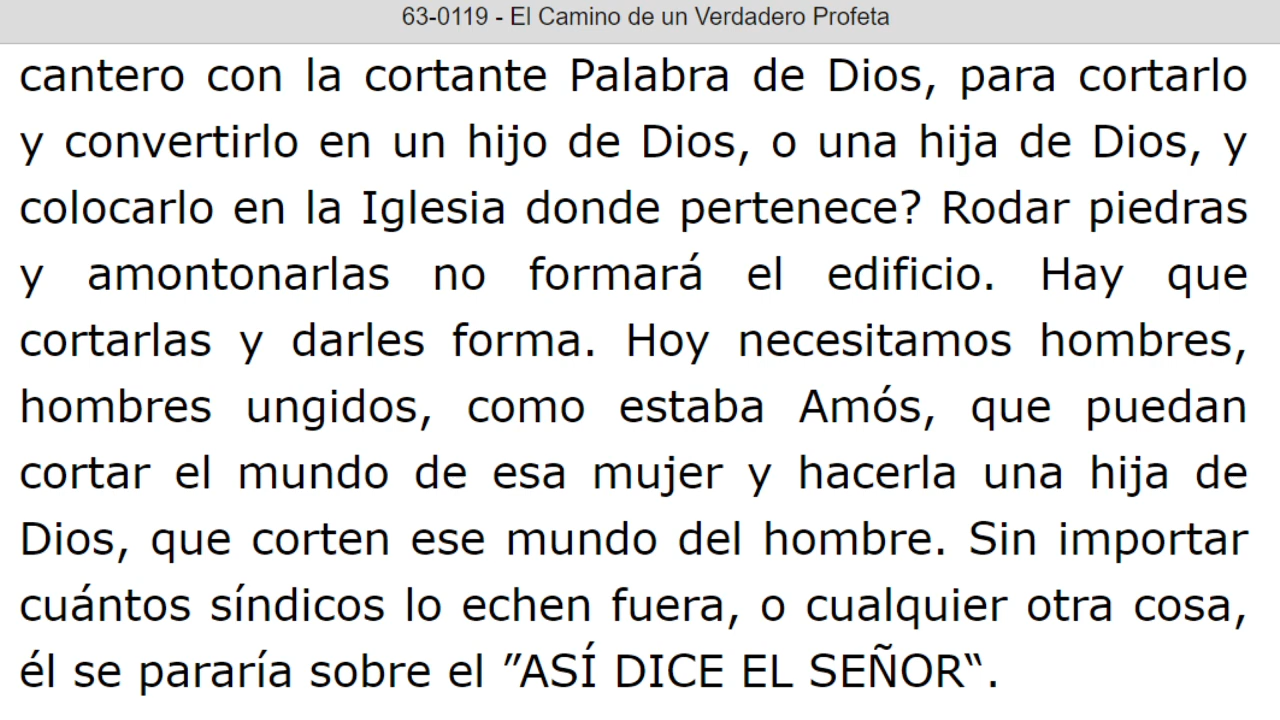 63-0119 - El Camino de un Verdadero Profeta
cantero con la cortante Palabra de Dios, para cortarlo
y convertirlo en un hijo de Dios, o una hija de Dios, y
colocarlo en la Iglesia donde pertenece? Rodar piedras
y amontonarlas no formará el edificio. Hay que
cortarlas y darles forma. Hoy necesitamos hombres,
hombres ungidos, como estaba Amós, que puedan
cortar el mundo de esa mujer y hacerla una hija de
Dios, que corten ese mundo del hombre. Sin importar
cuántos síndicos lo echen fuera, o cualquier otra cosa,
él se pararía sobre el ”ASÍ DICE EL SEÑOR“.